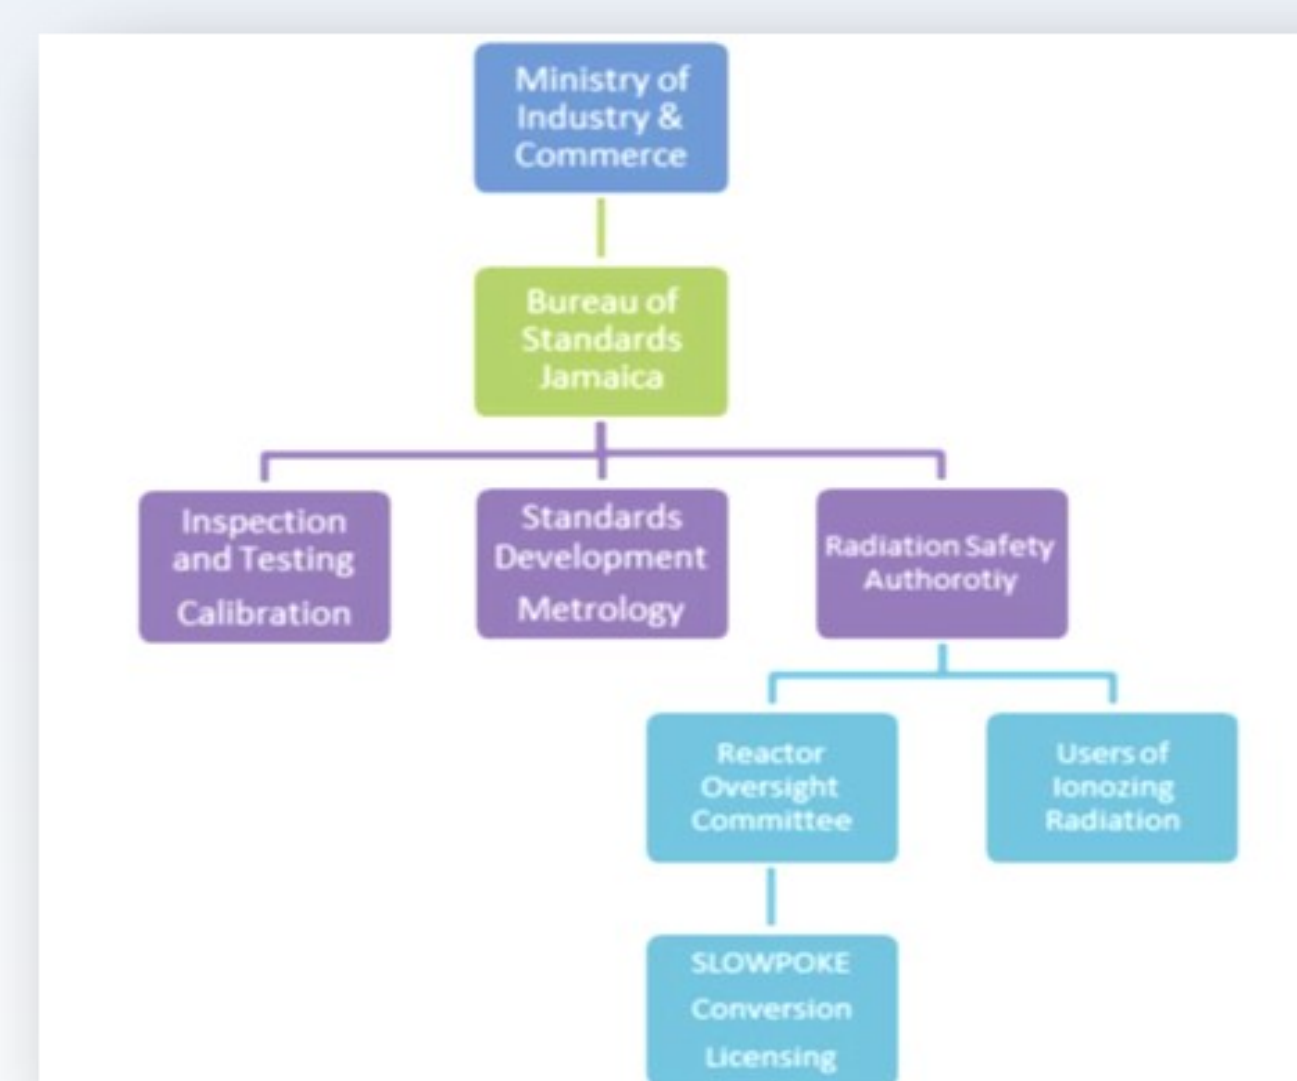 Ministry of
Industry &
Commerce
Bureau of
Standards
Jamaica
Inspection
and Testing
Calibration
Standards
Development
Metrology
Radiation Safety
Authorotiy
Reactor
Oversight
Committee
Users of
Ionozing
Radiation
SLOWPOKE
Conversion
Licensing